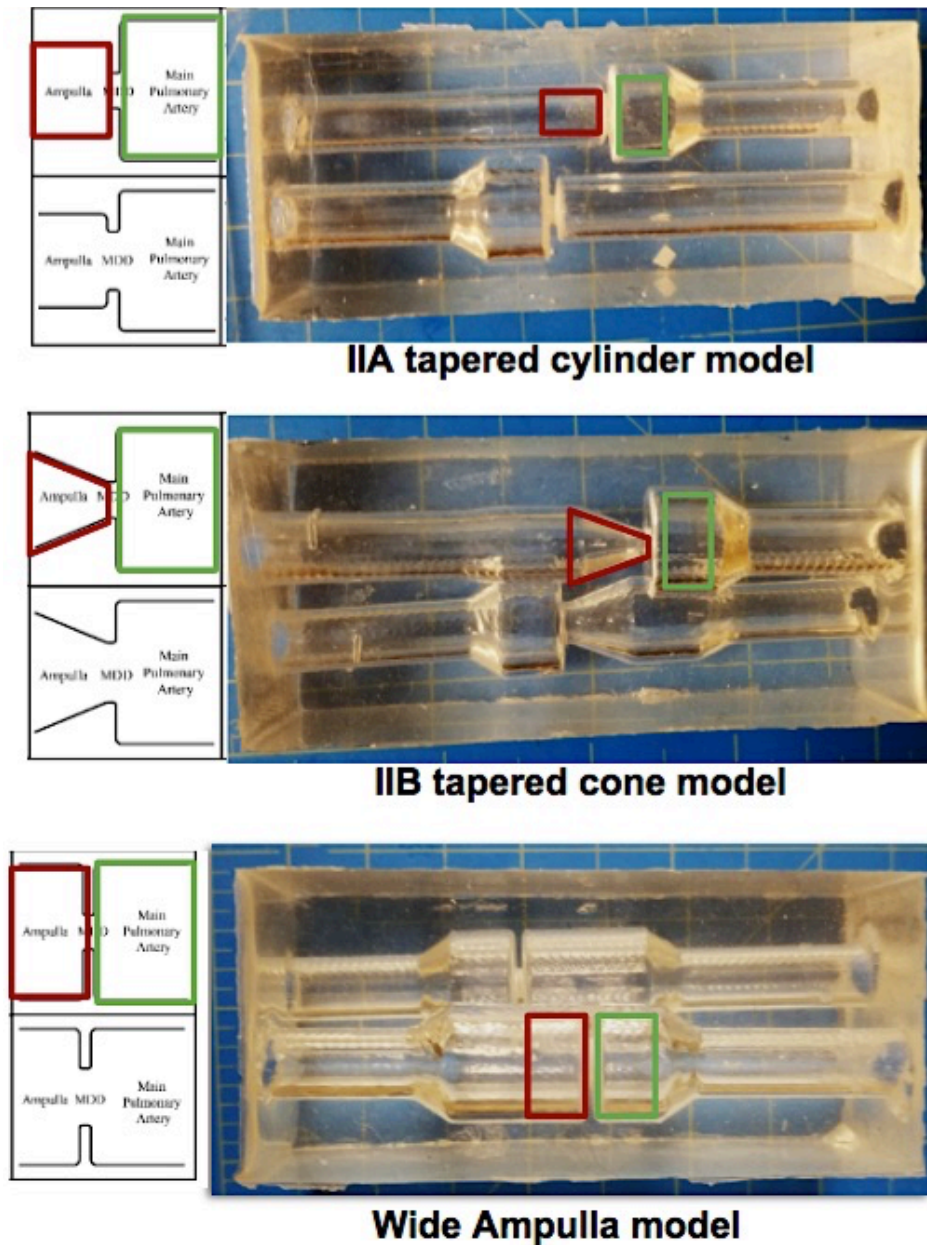 Ampulla
Main
Pulmonary
Artery
Ampulla MDD
Main
Pulmonary
Artery
IIA tapered cylinder model
Ampulla
Main
Pulmonary
Artery
Ampulla MDD
Main
Pulmonary
Artery
IIB tapered cone model
Ampulla
Main
Pulmonary
Artery
Ampulla MDD
Main
Pulmonary
Artery
Wide Ampulla model